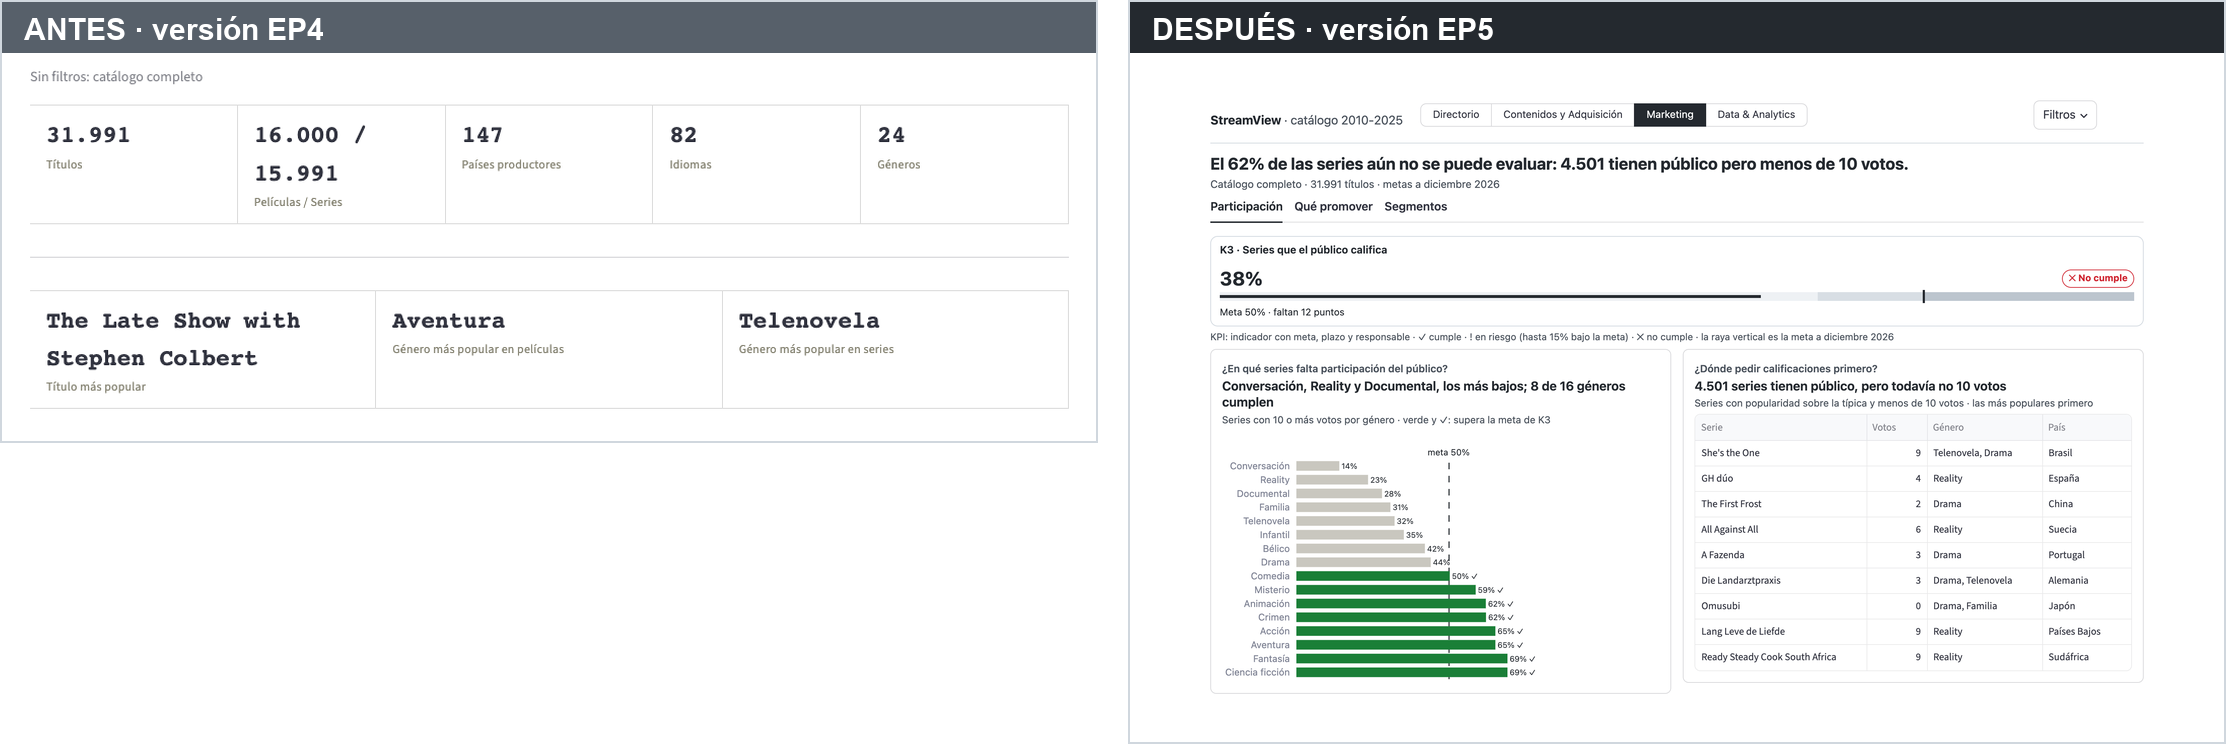 ANTES · versión EP4
Sin filtros: catálogo completo
31.991
Títulos
16.000 /
15.991
Películas / Series
147
Países productores
82
Idiomas
24
Géneros
The Late Show with
Stephen Colbert
Título más popular
Aventura
Género más popular en películas
Telenovela
Género más popular en series
DESPUÉS · versión EP5
StreamView · catálogo 2010-2025
Directorio
Contenidos y Adquisición
Marketing
Data & Analytics
Filtros
El 62% de las series aún no se puede evaluar: 4.501 tienen público pero menos de 10 votos.
Catálogo completo · 31.991 títulos · metas a diciembre 2026
Participación
Qué promover
Segmentos
K3 · Series que el público califica
38%
✕ No cumple
Meta 50% · faltan 12 puntos
KPI: indicador con meta, plazo y responsable · ✓ cumple · ! en riesgo (hasta 15% bajo la meta) · ✕ no cumple · la raya vertical es la meta a diciembre 2026
¿En qué series falta participación del público?
Conversación, Reality y Documental, los más bajos; 8 de 16 géneros
cumplen
Series con 10 o más votos por género · verde y ✓: supera la meta de K3
meta 50%
Conversación 14%
Reality 23%
Documental 28%
Familia 31%
Telenovela 32%
Infantil 35%
Bélico 42%
Drama 44%
Comedia 50% ✓
Misterio 59% ✓
Animación 62% ✓
Crimen 62% ✓
Acción 65% ✓
Aventura 65% ✓
Fantasía 69% ✓
Ciencia ficción 69% ✓
¿Dónde pedir calificaciones primero?
4.501 series tienen público, pero todavía no 10 votos
Series con popularidad sobre la típica y menos de 10 votos · las más populares primero
Serie Votos Género País
She's the One 9 Telenovela, Drama Brasil
GH dúo 4 Reality España
The First Frost 2 Drama China
All Against All 6 Reality Suecia
A Fazenda 3 Drama Portugal
Die Landarztpraxis 3 Drama, Telenovela Alemania
Omusubi 0 Drama, Familia Japón
Lang Leve de Liefde 9 Reality Países Bajos
Ready Steady Cook South Africa 9 Reality Sudáfrica